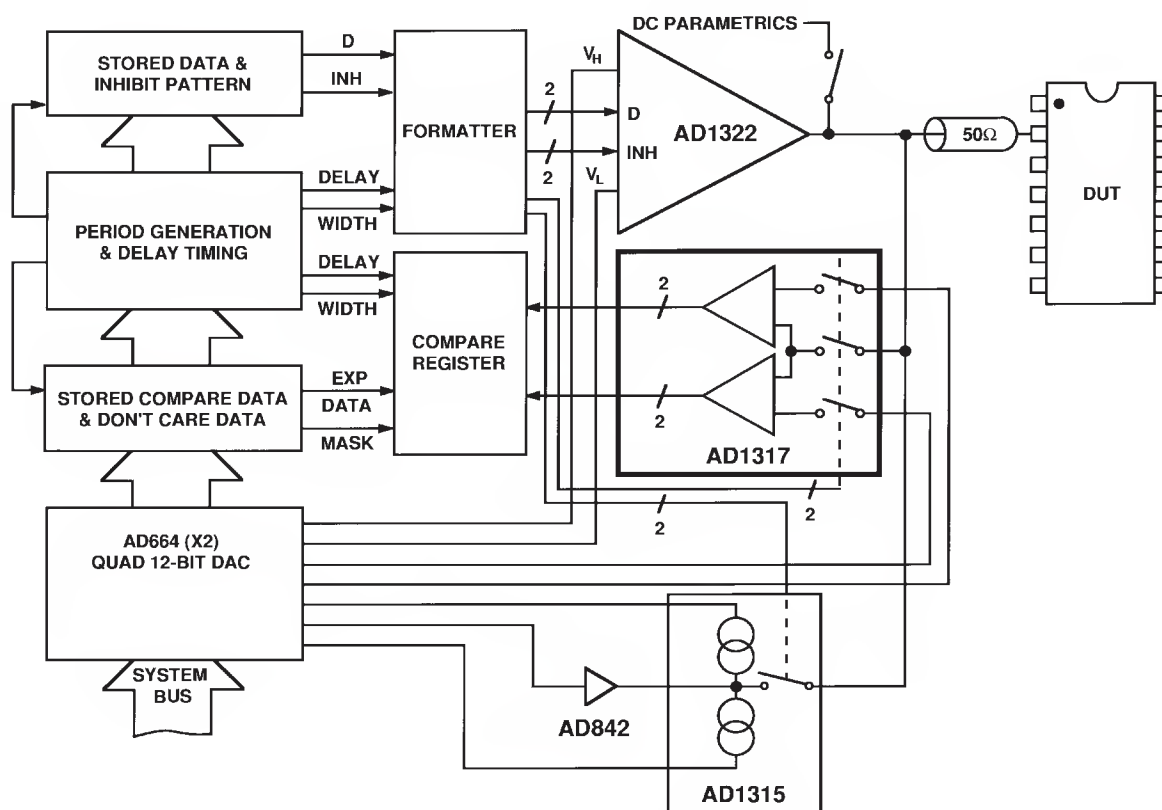 DC PARAMETRICS
STORED DATA &
INHIBIT PATTERN
D
INH
FORMATTER
2
2
VH
D
INH
VL
AD1322
50Ω
DUT
PERIOD GENERATION
& DELAY TIMING
DELAY
WIDTH
DELAY
WIDTH
COMPARE
REGISTER
2
2
AD1317
STORED COMPARE DATA
& DON'T CARE DATA
EXP
DATA
MASK
2
2
AD664 (X2)
QUAD 12-BIT DAC
SYSTEM
BUS
AD842
AD1315